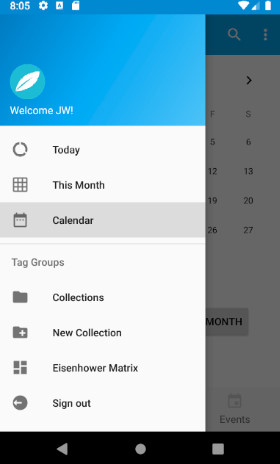 8:05
Welcome JW!
Today
This Month
Calendar
Tag Groups
Collections
New Collection
Eisenhower Matrix
Sign out
F S
5 6
12 13
19 20
26 27
MONTH
Events